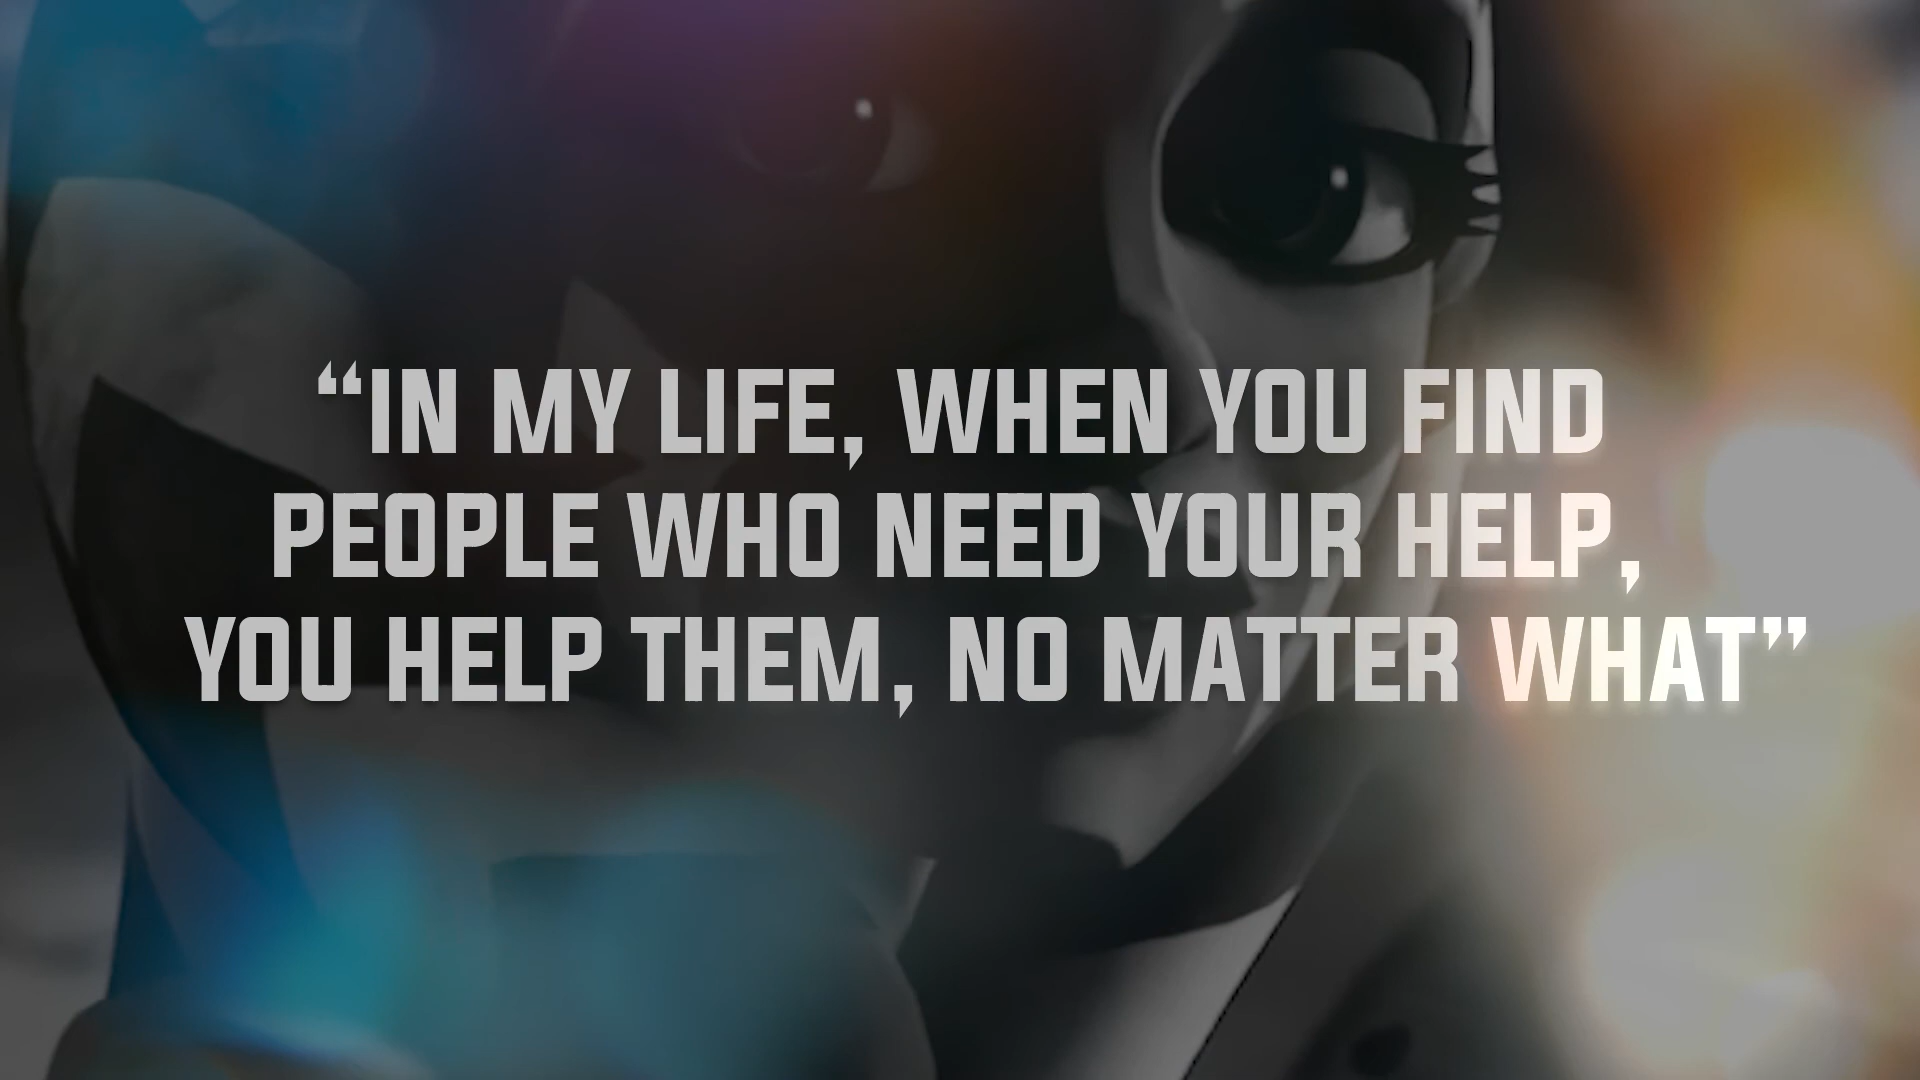 “IN MY LIFE, WHEN YOU FIND
PEOPLE WHO NEED YOUR HELP,
YOU HELP THEM, NO MATTER WHAT”